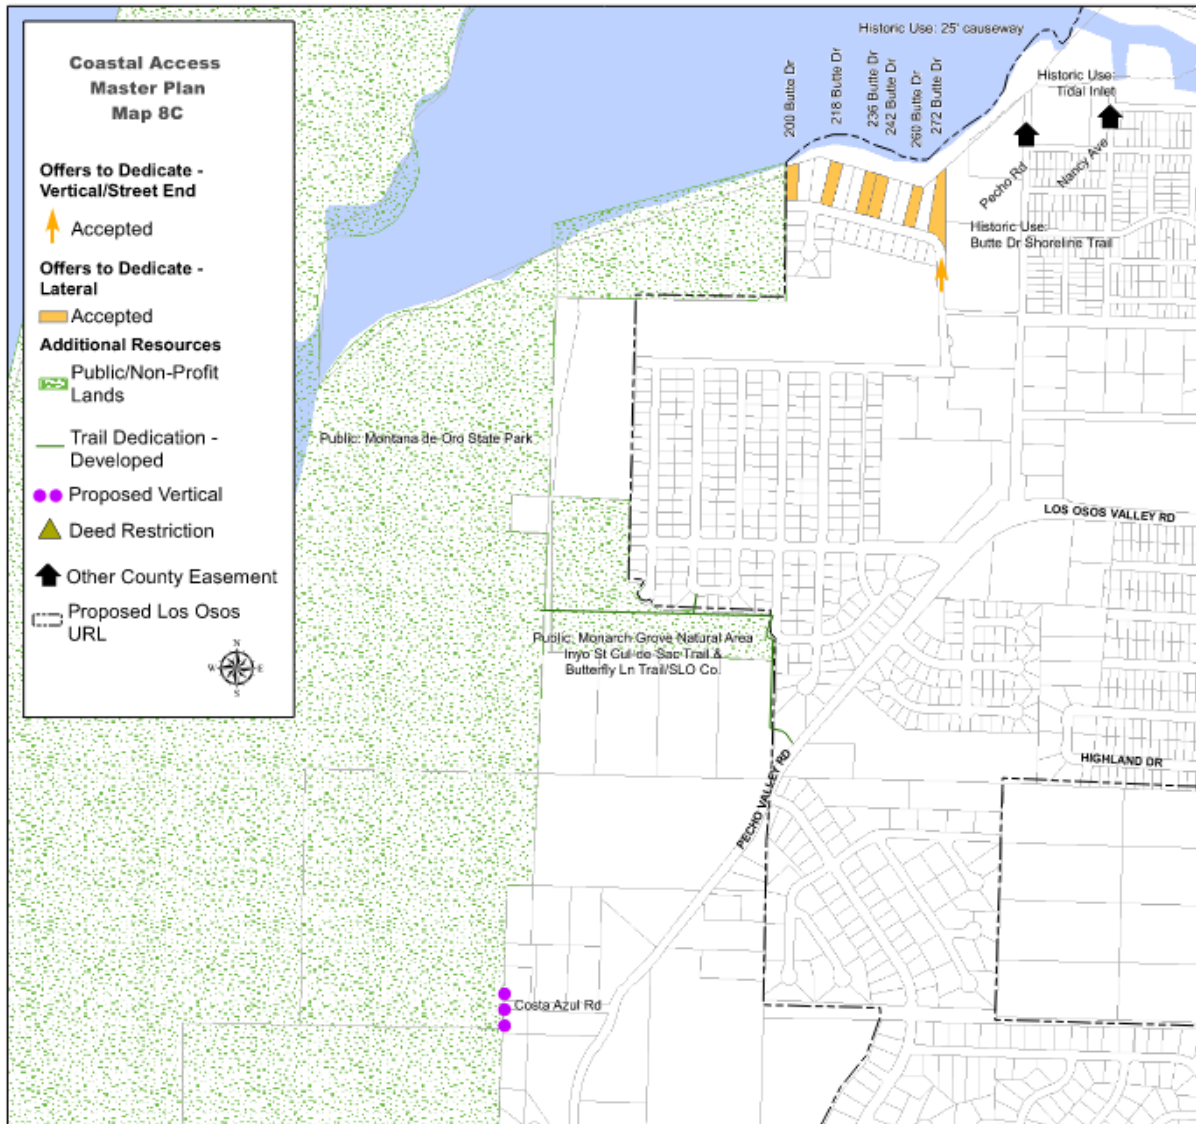 Coastal Access
Master Plan
Map 8C
Offers to Dedicate -
Vertical/Street End
Accepted
Offers to Dedicate -
Lateral
Accepted
Additional Resources
Public/Non-Profit
Lands
Trail Dedication -
Developed
Proposed Vertical
Deed Restriction
Other County Easement
Proposed Los Osos
URL
N
W
E
S
Historic Use: 25' causeway
200 Butte Dr
218 Butte Dr
236 Butte Dr
242 Butte Dr
260 Butte Dr
272 Butte Dr
Historic Use:
Tidal Inlet
Pecho Rd
Nancy Ave
Historic Use:
Butte Dr Shoreline Trail
Public: Montana de Oro State Park
LOS OSOS VALLEY RD
Public: Monarch Grove Natural Area
Inyo St Cul-de-Sac Trail &
Butterfly Ln Trail/SLO Co.
PECHO VALLEY RD
HIGHLAND DR
Costa Azul Rd